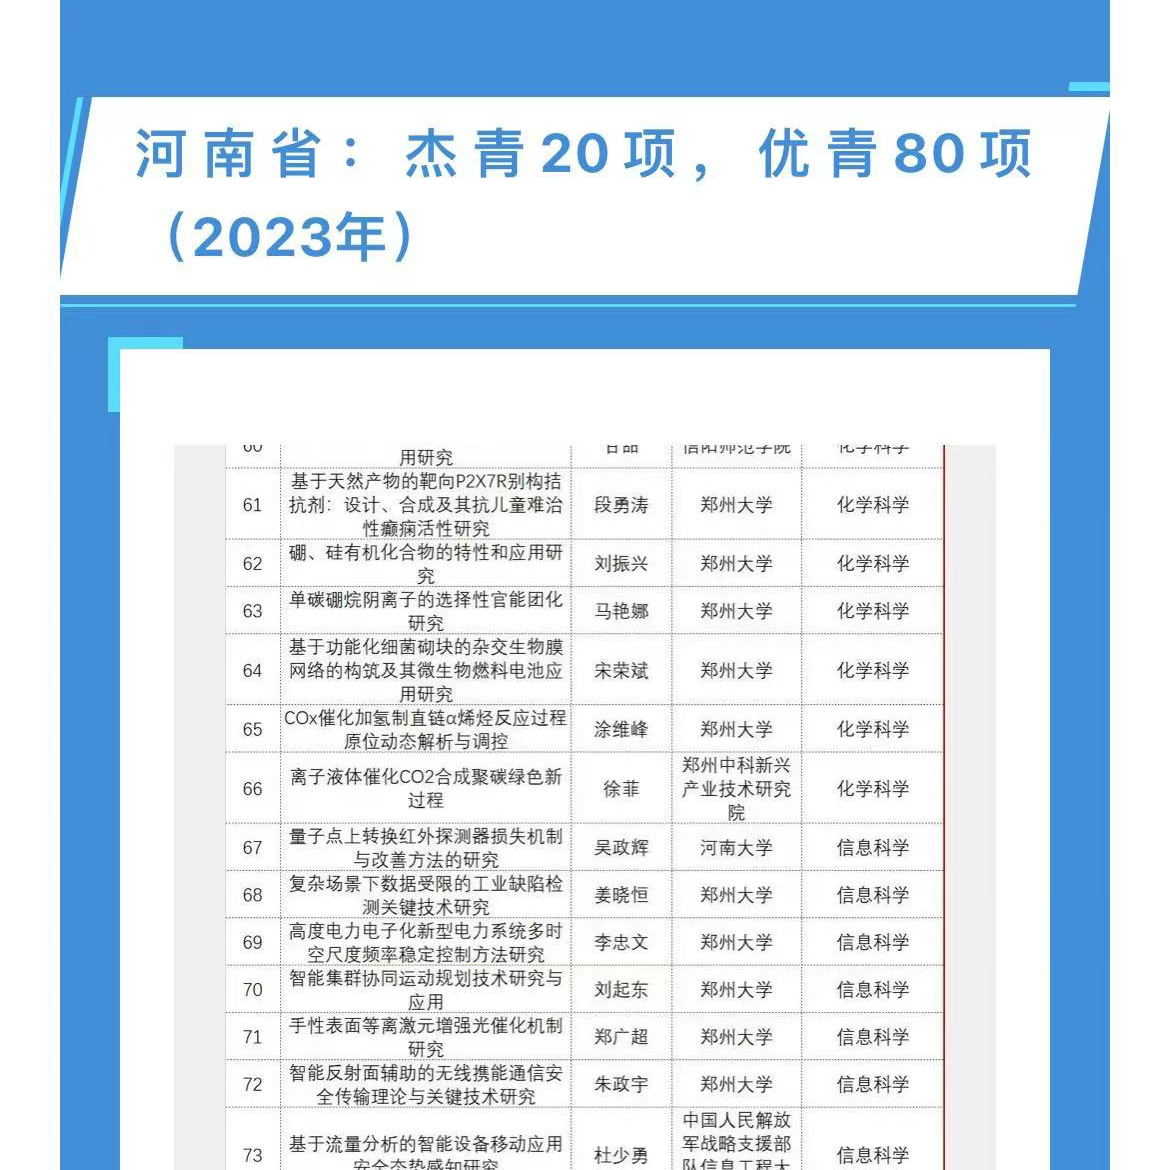 河南省：杰青20项，优青80项
（2023年）
60 甘甜 信阳师范学院 化学科学
用研究
基于天然产物的靶向P2X7R别构拮
61 抗剂：设计、合成及其抗儿童难治 段勇涛 郑州大学 化学科学
性癫痫活性研究
硼、硅有机化合物的特性和应用研
62 刘振兴 郑州大学 化学科学
究
单碳硼烷阴离子的选择性官能团化
63 马艳娜 郑州大学 化学科学
研究
基于功能化细菌砌块的杂交生物膜
64 网络的构筑及其微生物燃料电池应 宋荣斌 郑州大学 化学科学
用研究
COx催化加氢制直链α烯烃反应过程
65 涂维峰 郑州大学 化学科学
原位动态解析与调控
郑州中科新兴
离子液体催化CO2合成聚碳绿色新
66 徐菲 产业技术研究 化学科学
过程
院
量子点上转换红外探测器损失机制
67 吴政辉 河南大学 信息科学
与改善方法的研究
复杂场景下数据受限的工业缺陷检
68 姜晓恒 郑州大学 信息科学
测关键技术研究
高度电力电子化新型电力系统多时
69 李忠文 郑州大学 信息科学
空尺度频率稳定控制方法研究
智能集群协同运动规划技术研究与
70 刘起东 郑州大学 信息科学
应用
手性表面等离激元增强光催化机制
71 郑广超 郑州大学 信息科学
研究
智能反射面辅助的无线携能通信安
72 朱政宇 郑州大学 信息科学
全传输理论与关键技术研究
中国人民解放
基于流量分析的智能设备移动应用 军战略支援部
73 杜少勇 信息科学
安全态势感知研究 队信息工程大